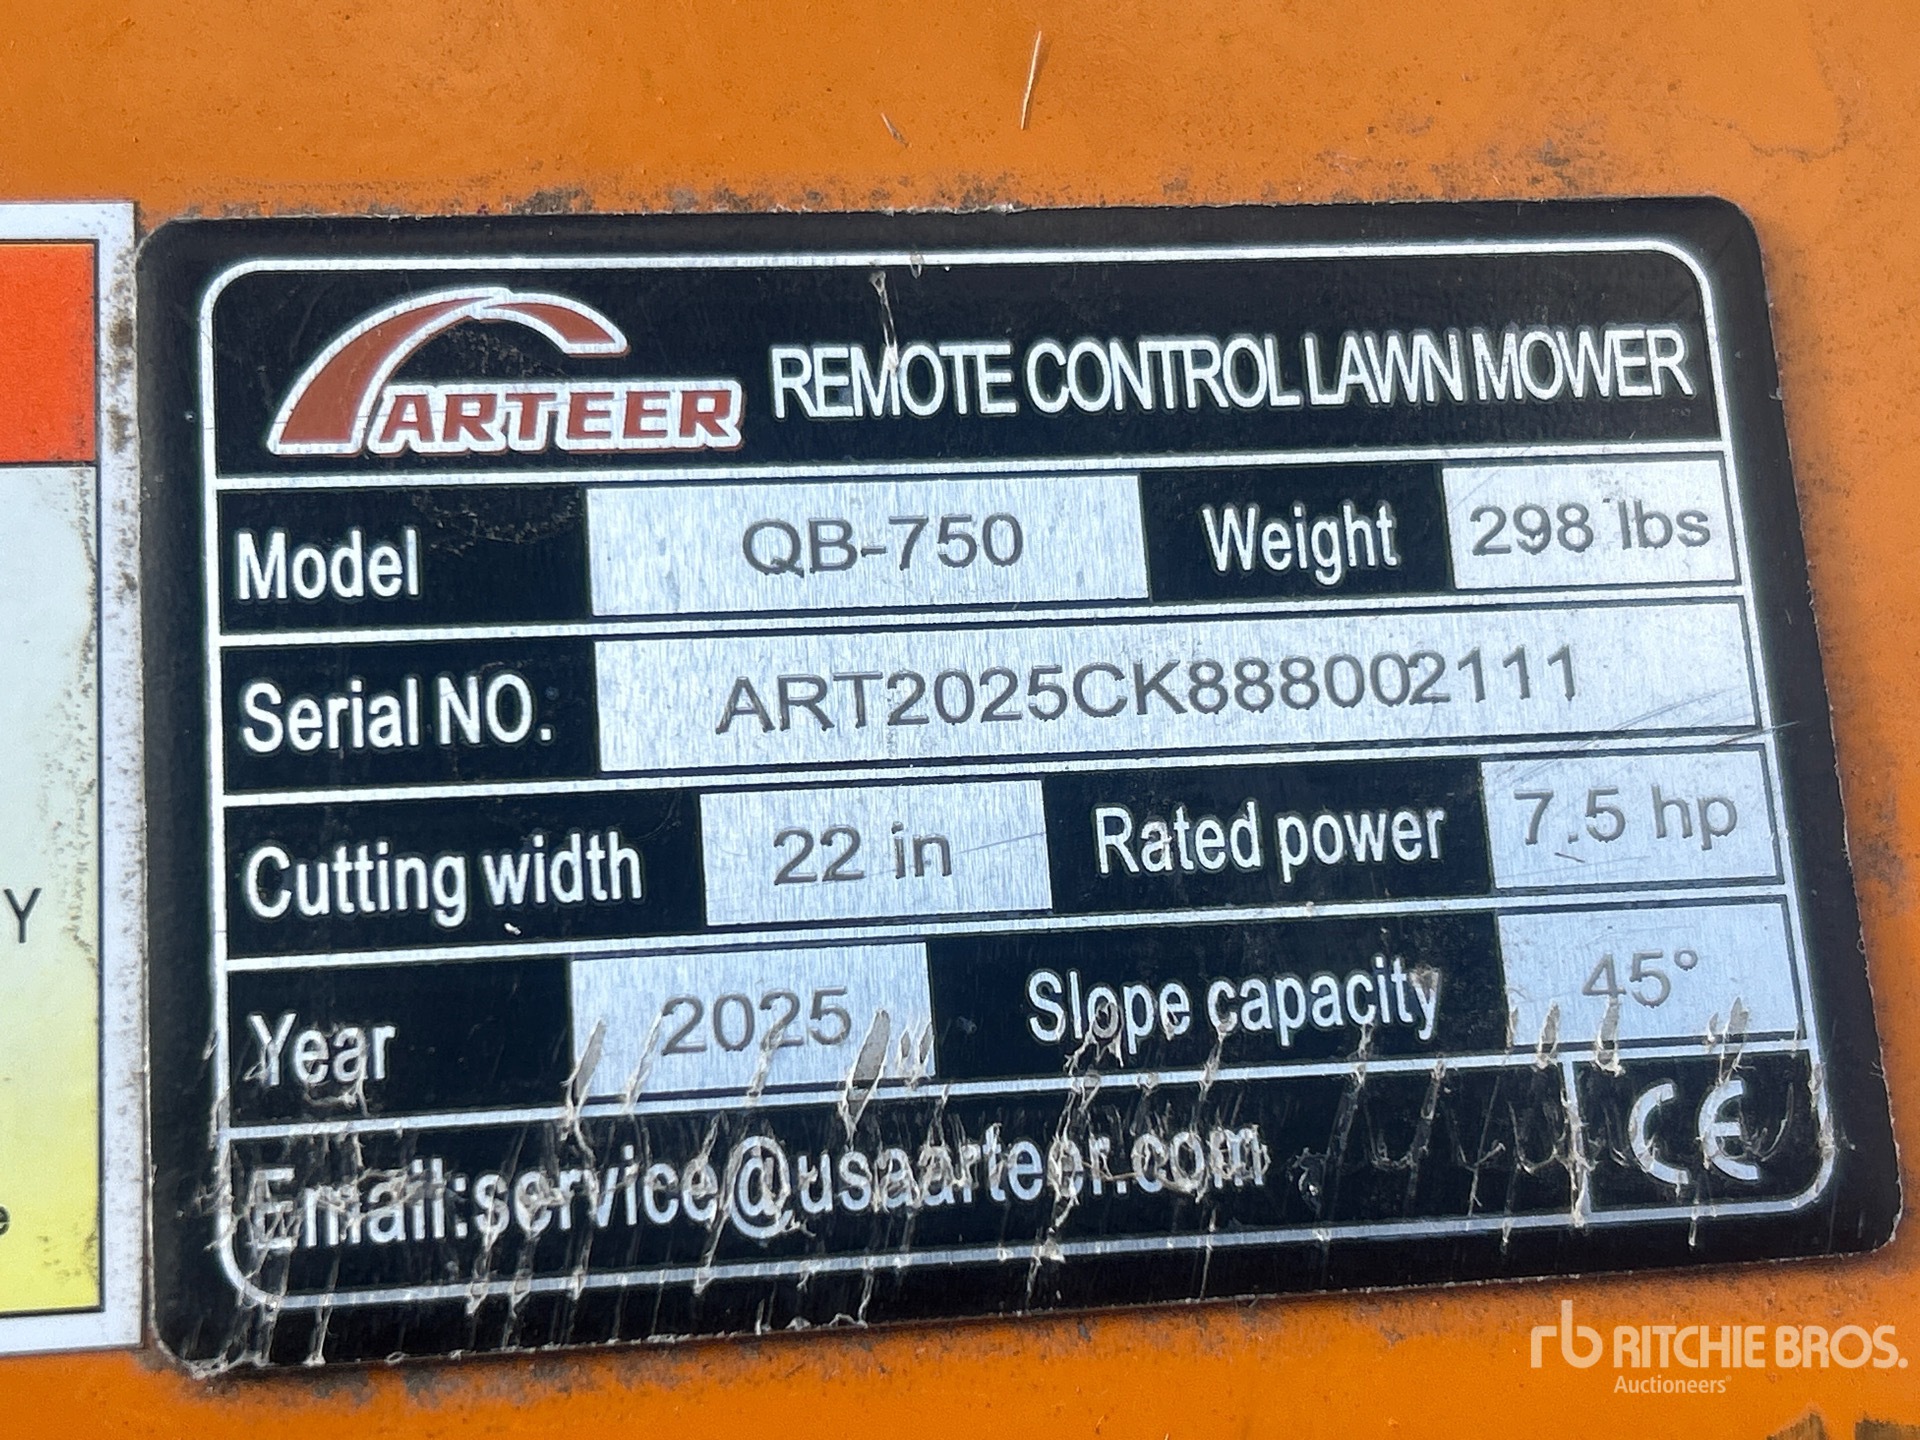 ARTEER REMOTE CONTROL LAWN MOWER
Model QB-750 Weight 298 lbs
Serial NO. ART2025CK888002111
Cutting width 22 in Rated power 7.5 hp
Y
Year 2025 Slope capacity 45°
Email:service@usaarteer.com CE
e
rb RITCHIE BROS.
Auctioneers